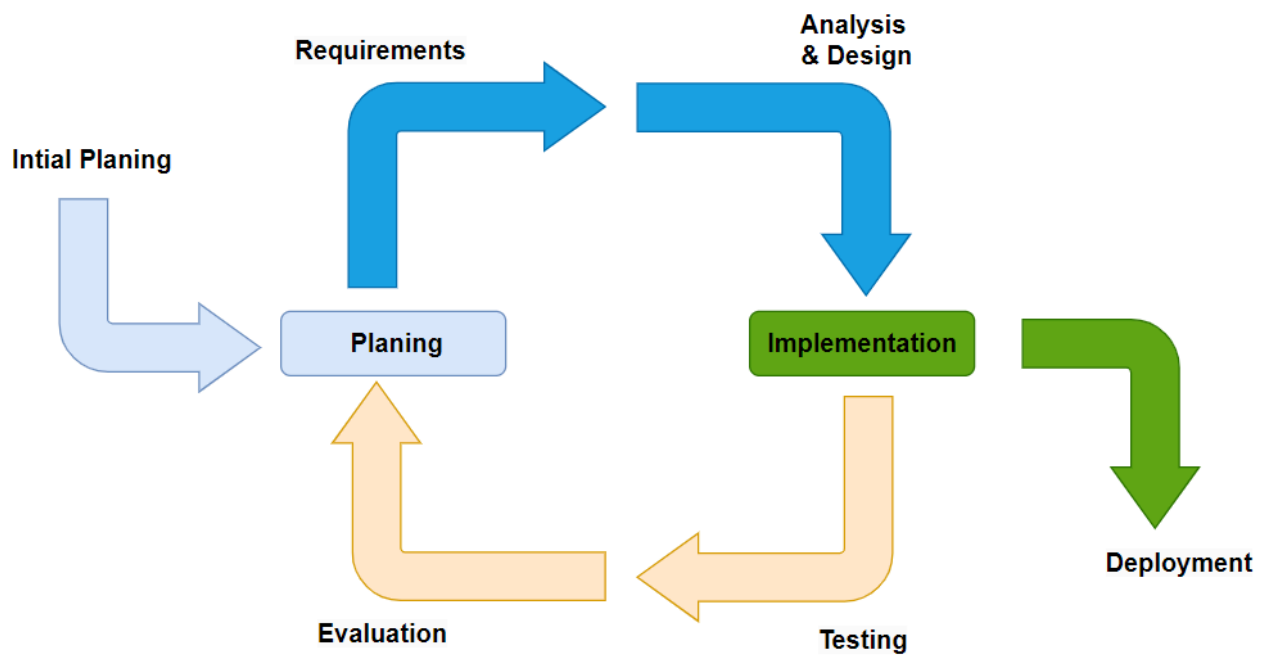 Requirements
Analysis
& Design
Intial Planing
Planing
Implementation
Deployment
Evaluation
Testing